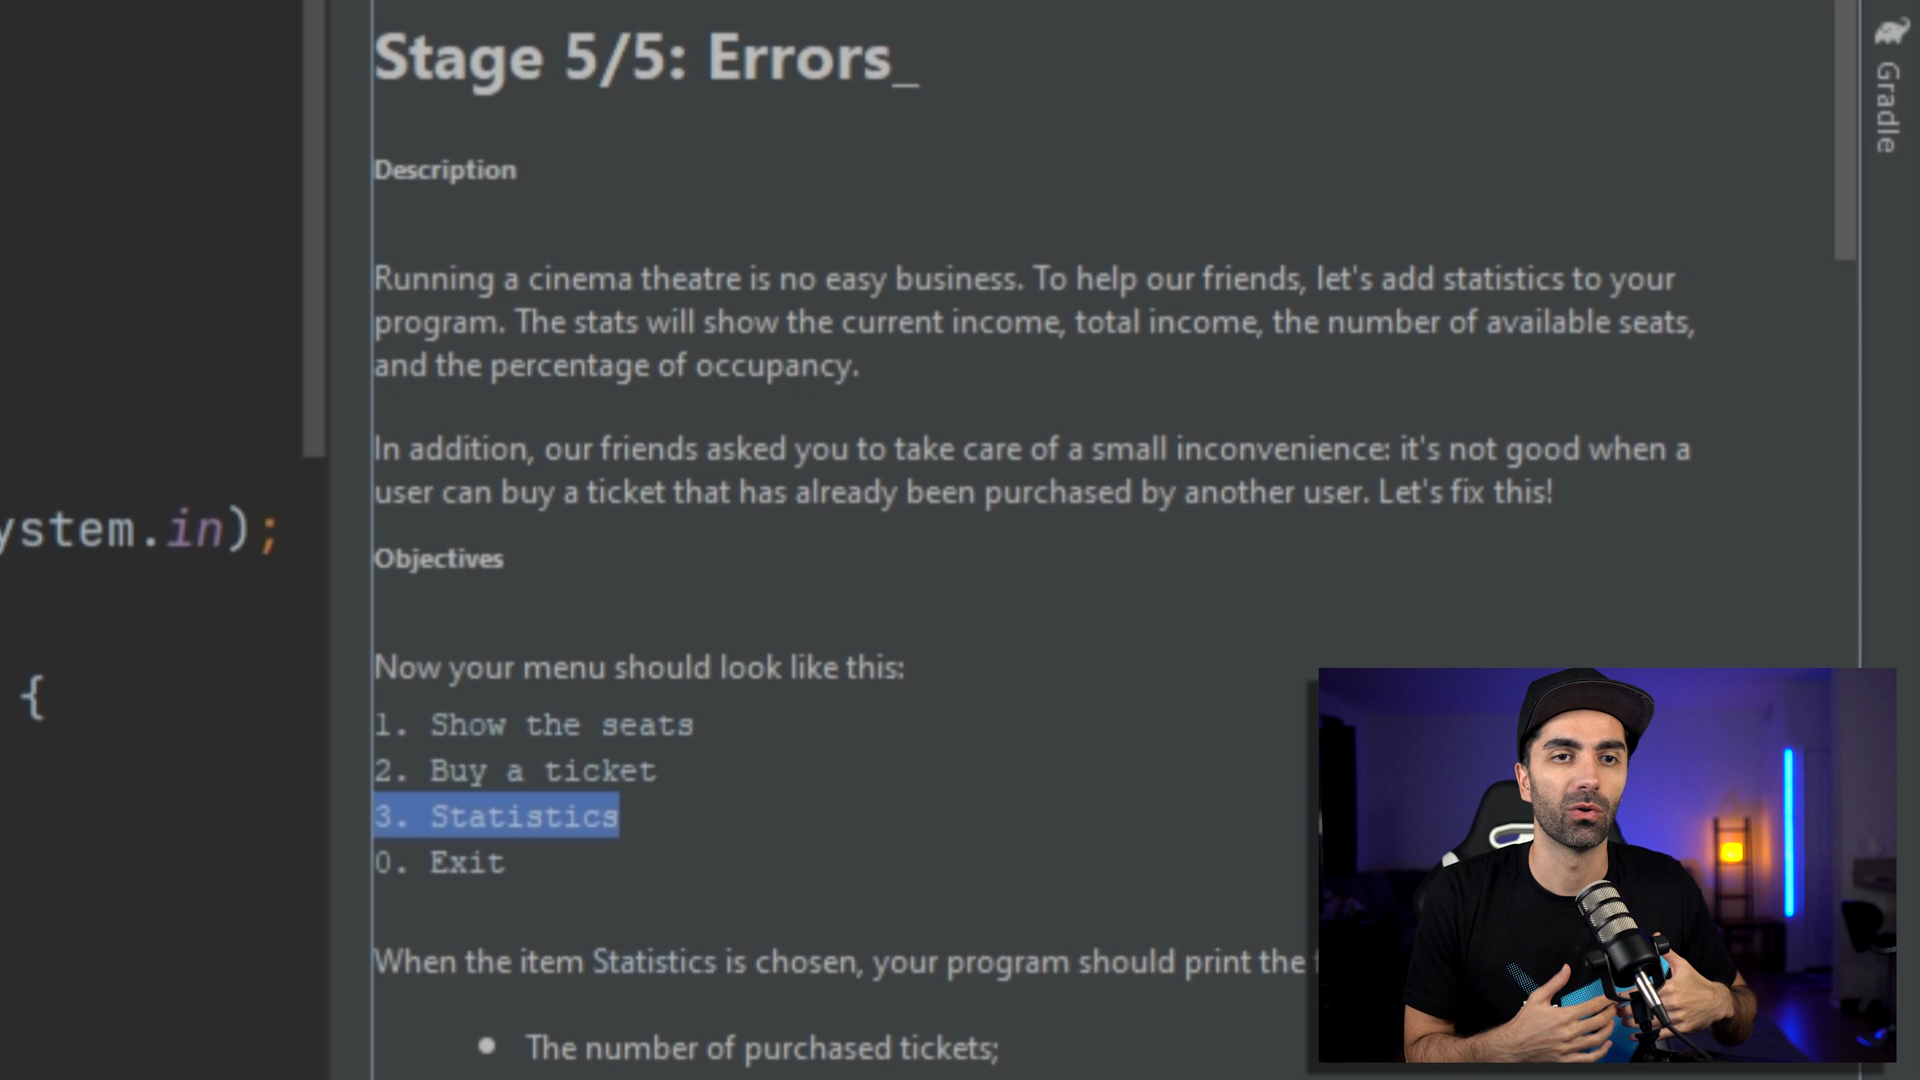 Stage 5/5: Errors_
Gradle
Description
Running a cinema theatre is no easy business. To help our friends, let's add statistics to your
program. The stats will show the current income, total income, the number of available seats,
and the percentage of occupancy.
In addition, our friends asked you to take care of a small inconvenience: it's not good when a
user can buy a ticket that has already been purchased by another user. Let's fix this!
ystem.in);
Objectives
Now your menu should look like this:
{
1. Show the seats
2. Buy a ticket
3. Statistics
0. Exit
When the item Statistics is chosen, your program should print the
• The number of purchased tickets;